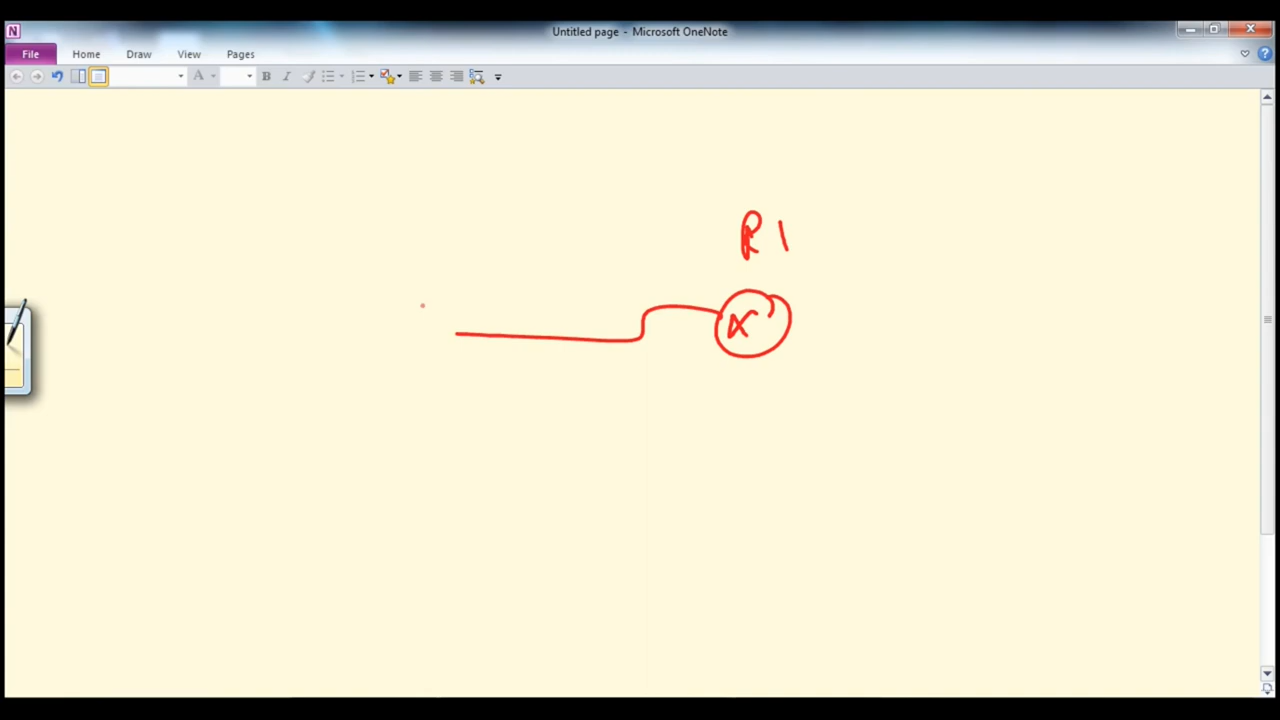 Untitled page - Microsoft OneNote
File Home Draw View Pages
A B I
R1